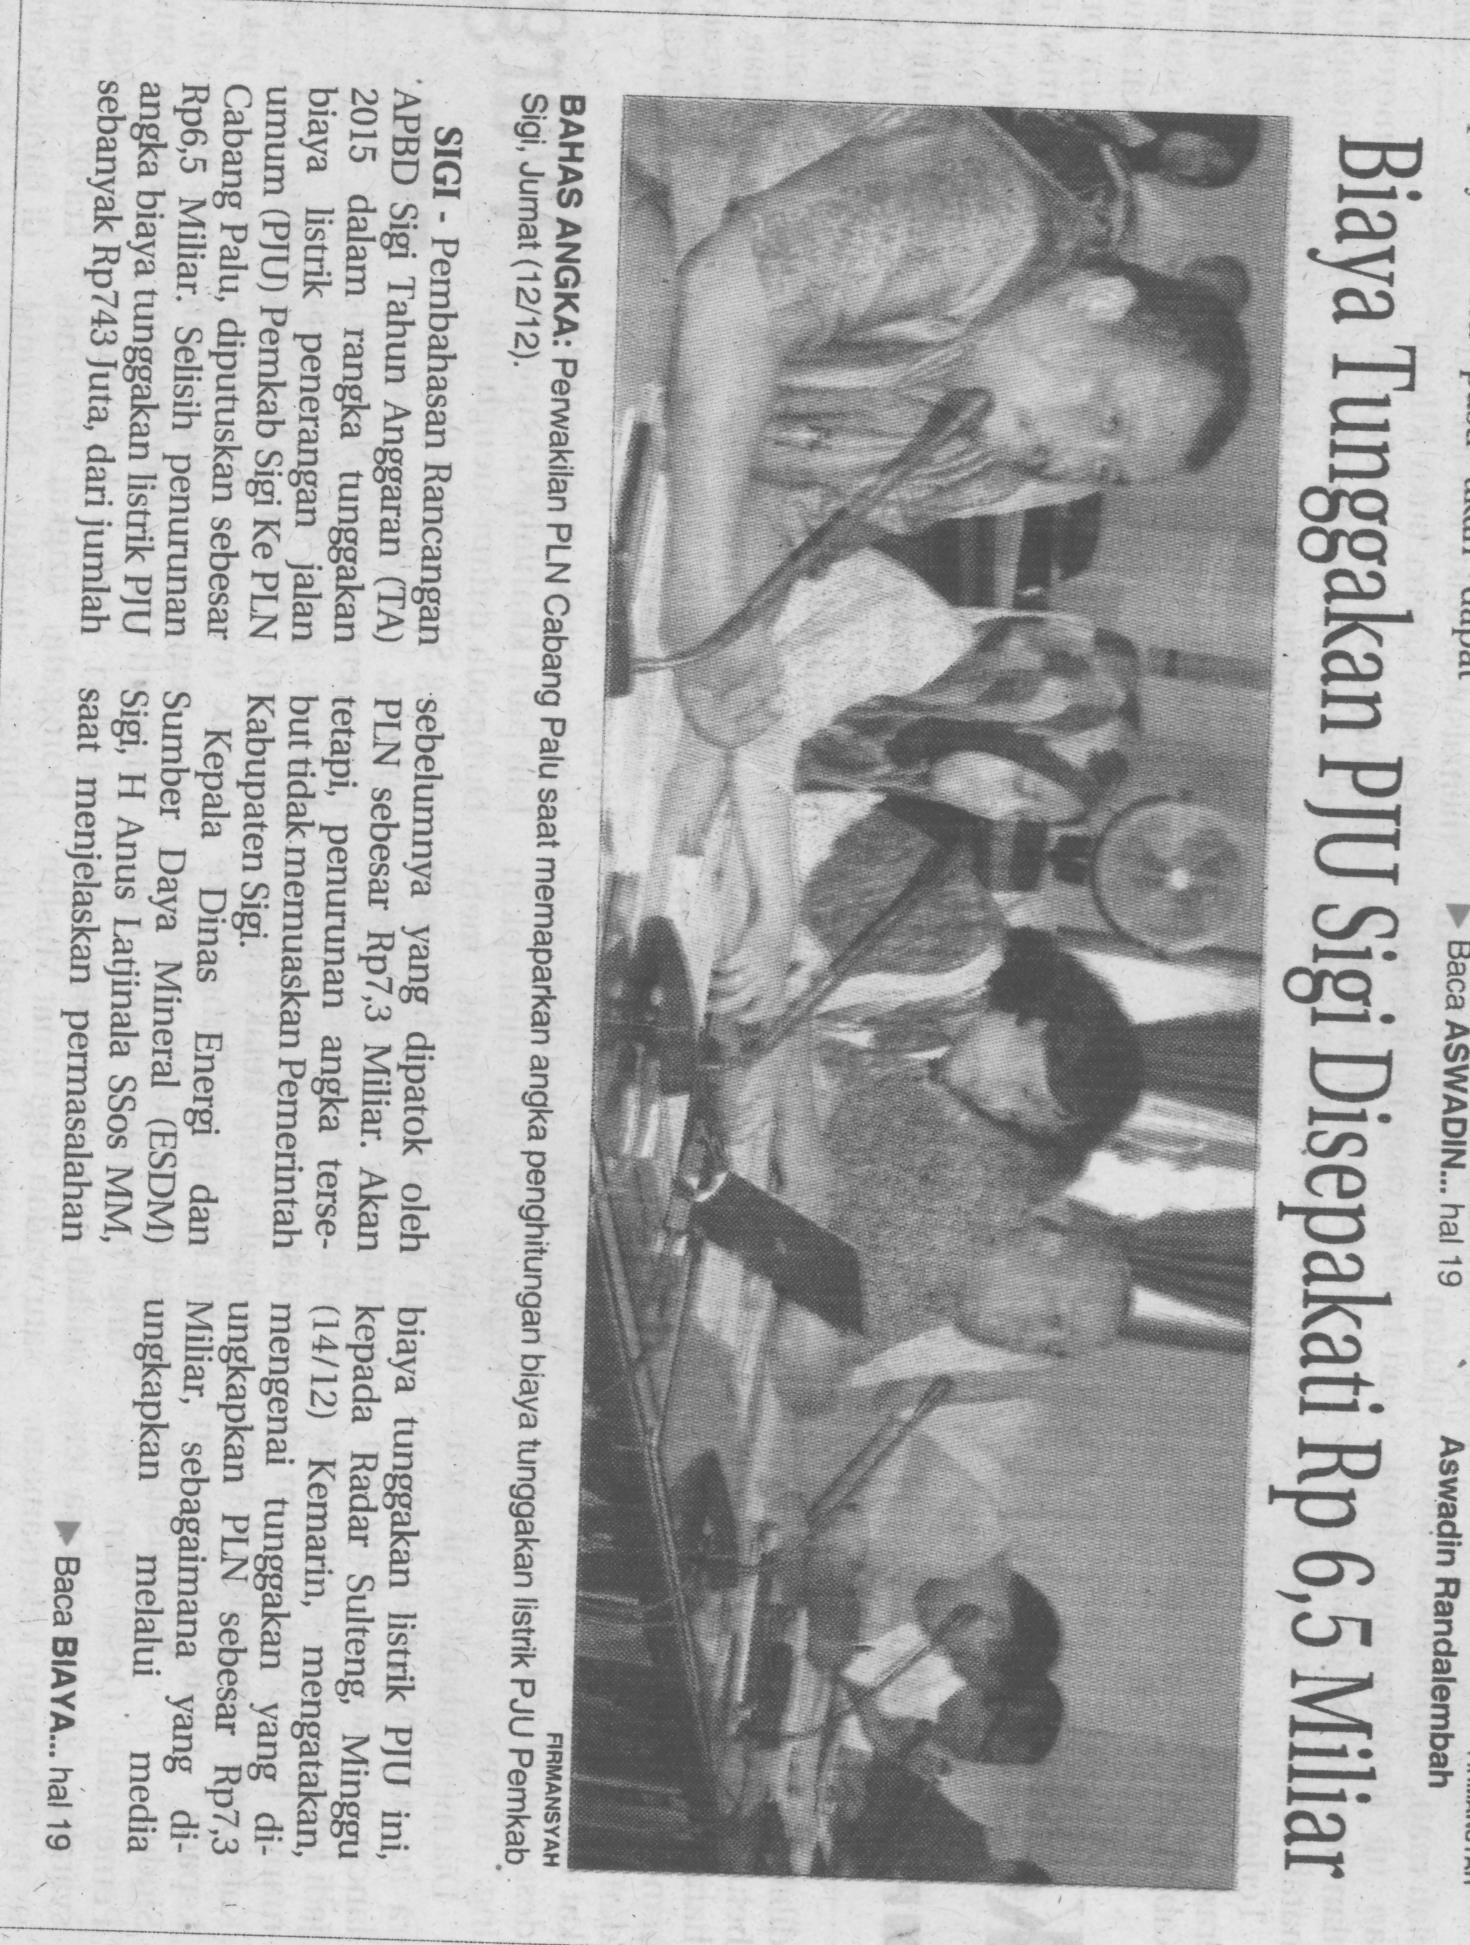 Baca ASWADIN... hal 19
Aswadin Randalembah
Biaya Tunggakan PJU Sigi Disepakati Rp 6,5 Miliar
FIRMANSYAH
BAHAS ANGKA: Perwakilan PLN Cabang Palu saat memaparkan angka penghitungan biaya tunggakan listrik PJU Pemkab
Sigi, Jumat (12/12).
SIGI - Pembahasan Rancangan
APBD Sigi Tahun Anggaran (TA)
2015 dalam rangka tunggakan
biaya listrik penerangan jalan
umum (PJU) Pemkab Sigi Ke PLN
Cabang Palu, diputuskan sebesar
Rp6,5 Miliar. Selisih penurunan
angka biaya tunggakan listrik PJU
sebanyak Rp743 Juta, dari jumlah
sebelumnya yang dipatok oleh
PLN sebesar Rp7,3 Miliar. Akan
tetapi, penurunan angka terse-
but tidak memuaskan Pemerintah
Kabupaten Sigi.
Kepala Dinas Energi dan
Sumber Daya Mineral (ESDM)
Sigi, H Anus Latjinala SSos MM,
saat menjelaskan permasalahan
biaya tunggakan listrik PJU ini,
kepada Radar Sulteng, Minggu
(14/12) Kemarin, mengatakan,
mengenai tunggakan yang di-
ungkapkan PLN sebesar Rp7,3
Miliar, sebagaimana yang di-
ungkapkan melalui media
Baca BIAYA... hal 19